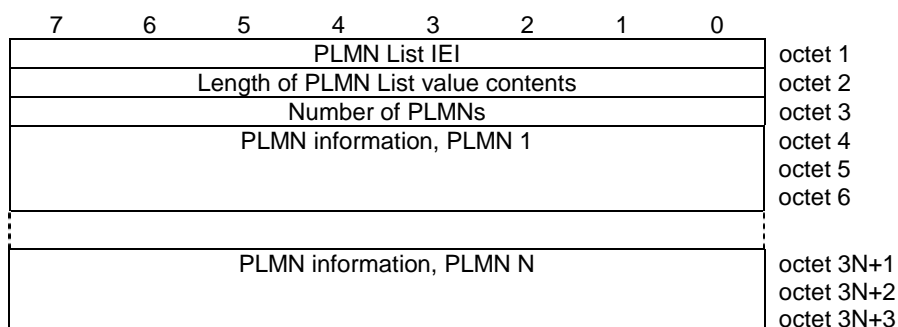 7 6 5 4 3 2 1 0
PLMN List IEI octet 1
Length of PLMN List value contents octet 2
Number of PLMNs octet 3
PLMN information, PLMN 1 octet 4
octet 5
octet 6
PLMN information, PLMN N octet 3N+1
octet 3N+2
octet 3N+3